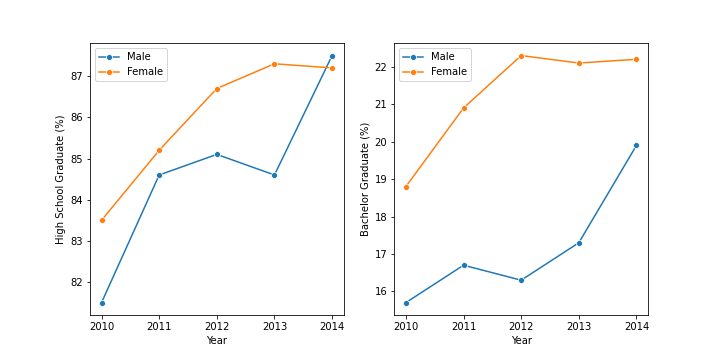 Male
Female
87
86
85
84
83
82
High School Graduate (%)
2010 2011 2012 2013 2014
Year
Male
Female
22
21
20
19
18
17
16
Bachelor Graduate (%)
2010 2011 2012 2013 2014
Year